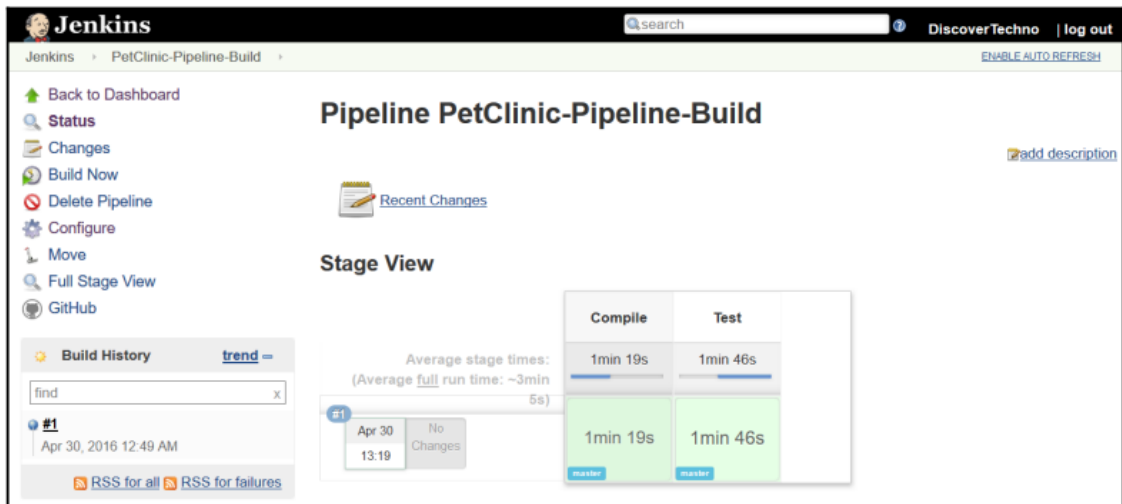 Jenkins
search
DiscoverTechno | log out
Jenkins PetClinic-Pipeline-Build
ENABLE AUTO REFRESH
Back to Dashboard
Status
Changes
Build Now
Delete Pipeline
Configure
Move
Full Stage View
GitHub
Build History trend
find x
#1
Apr 30, 2016 12:49 AM
RSS for all RSS for failures
Pipeline PetClinic-Pipeline-Build
add description
Recent Changes
Stage View
Compile Test
Average stage times:
(Average full run time: ~3min
5s)
1min 19s 1min 46s
#1
Apr 30
13:19
No
Changes
1min 19s 1min 46s
master master